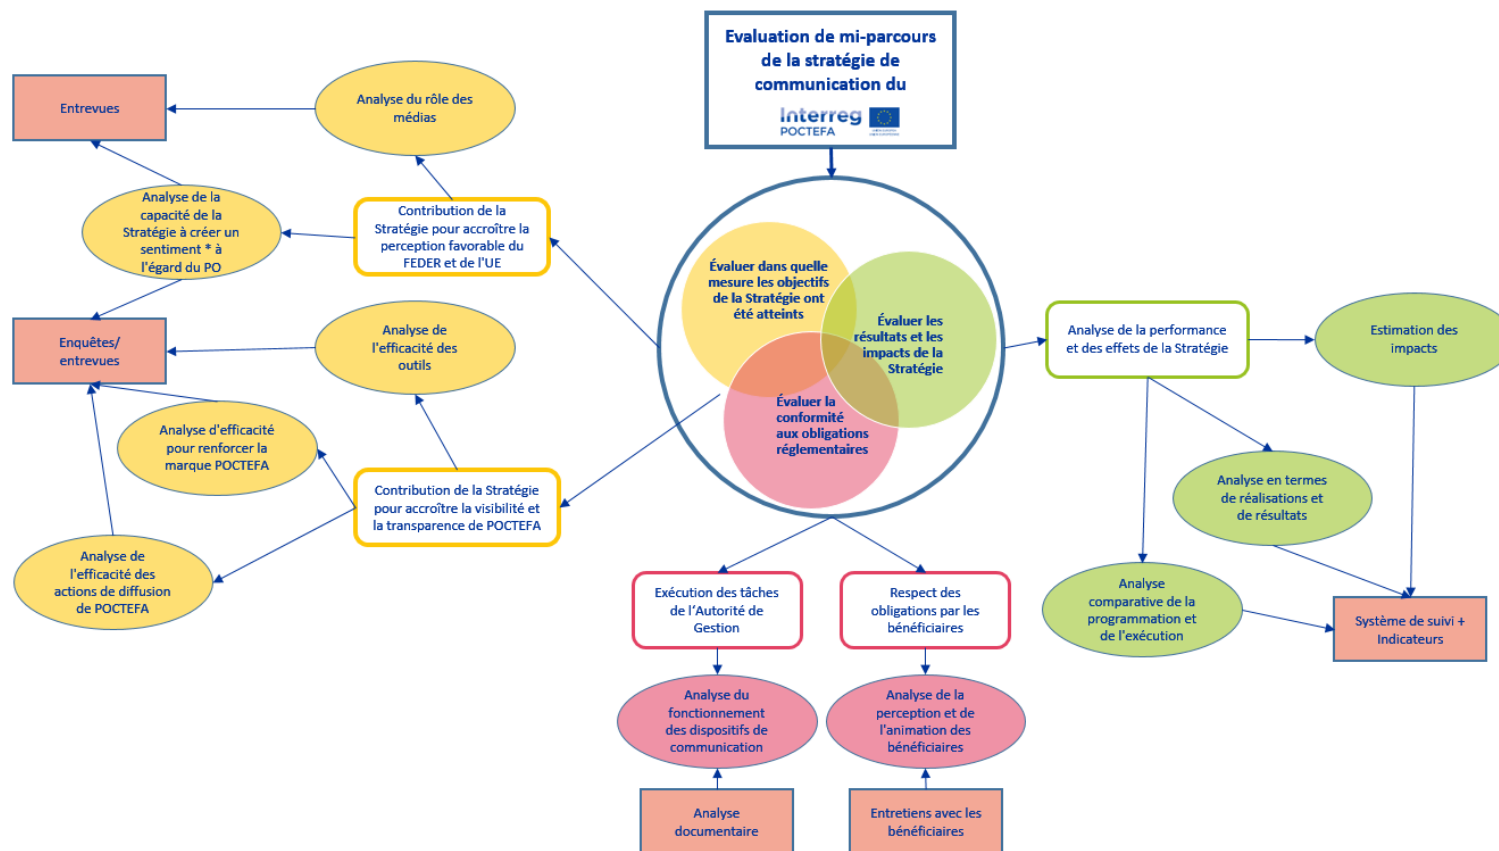 Evaluation de mi-parcours
de la stratégie de
communication du
Interreg
POCTEFA
Entrevues
Analyse du rôle des
médias
Analyse de la
capacité de la
Stratégie à créer un
sentiment * à
l'égard du PO
Contribution de la
Stratégie pour accroître la
perception favorable du
FEDER et de l'UE
Enquêtes/
entrevues
Analyse de
l'efficacité des
outils
Analyse d'efficacité
pour renforcer la
marque POCTEFA
Contribution de la Stratégie
pour accroître la visibilité et
la transparence de POCTEFA
Analyse de
l'efficacité des
actions de diffusion
de POCTEFA
Évaluer dans quelle
mesure les objectifs
de la Stratégie ont
été atteints
Évaluer les
résultats et les
impacts de la
Stratégie
Évaluer la
conformité
aux obligations
réglementaires
Analyse de la performance
et des effets de la Stratégie
Estimation des
impacts
Analyse en termes
de réalisations et
de résultats
Analyse
comparative de la
programmation et
de l'exécution
Système de suivi +
Indicateurs
Exécution des tâches
de l'Autorité de
Gestion
Respect des
obligations par les
bénéficiaires
Analyse du
fonctionnement
des dispositifs de
communication
Analyse de la
perception et de
l'animation des
bénéficiaires
Analyse
documentaire
Entretiens avec les
bénéficiaires